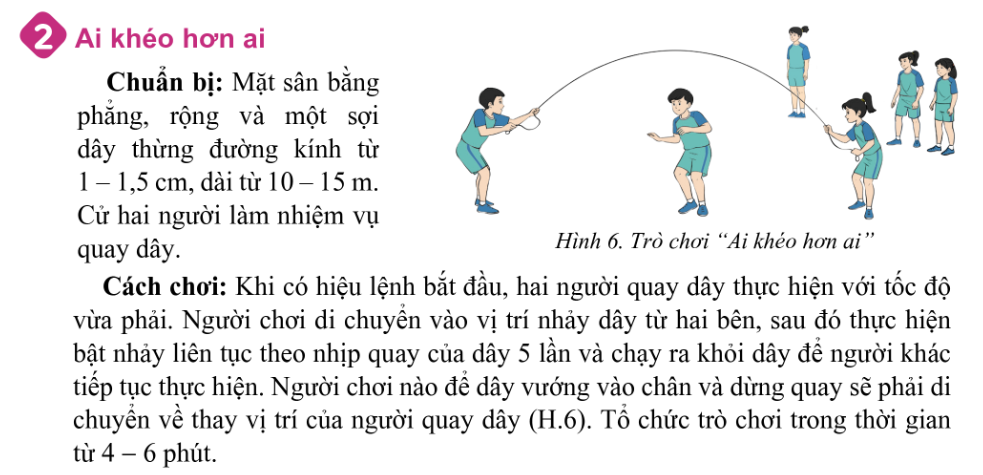 2 Ai khéo hơn ai
Chuẩn bị: Mặt sân bằng
phẳng, rộng và một sợi
dây thừng đường kính từ
1 – 1,5 cm, dài từ 10 – 15 m.
Cử hai người làm nhiệm vụ
quay dây.
Hình 6. Trò chơi “Ai khéo hơn ai”
Cách chơi: Khi có hiệu lệnh bắt đầu, hai người quay dây thực hiện với tốc độ
vừa phải. Người chơi di chuyển vào vị trí nhảy dây từ hai bên, sau đó thực hiện
bật nhảy liên tục theo nhịp quay của dây 5 lần và chạy ra khỏi dây để người khác
tiếp tục thực hiện. Người chơi nào để dây vướng vào chân và dừng quay sẽ phải di
chuyển về thay vị trí của người quay dây (H.6). Tổ chức trò chơi trong thời gian
từ 4 – 6 phút.